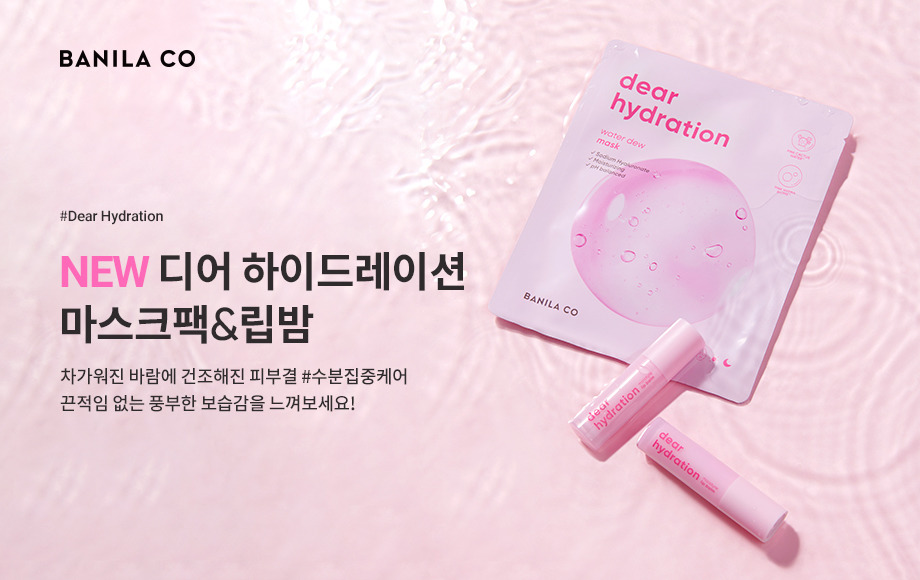 BANILA CO
#Dear Hydration
NEW 디어 하이드레이션
마스크팩&립밤
차가워진 바람에 건조해진 피부결 #수분집중케어
끈적임 없는 풍부한 보습감을 느껴보세요!
dear
hydration
water dew
mask
✓ Sodium Hyaluronate
✓ Moisturizing
✓ pH balanced
BANILA CO
dear
hydration
dear
hydration